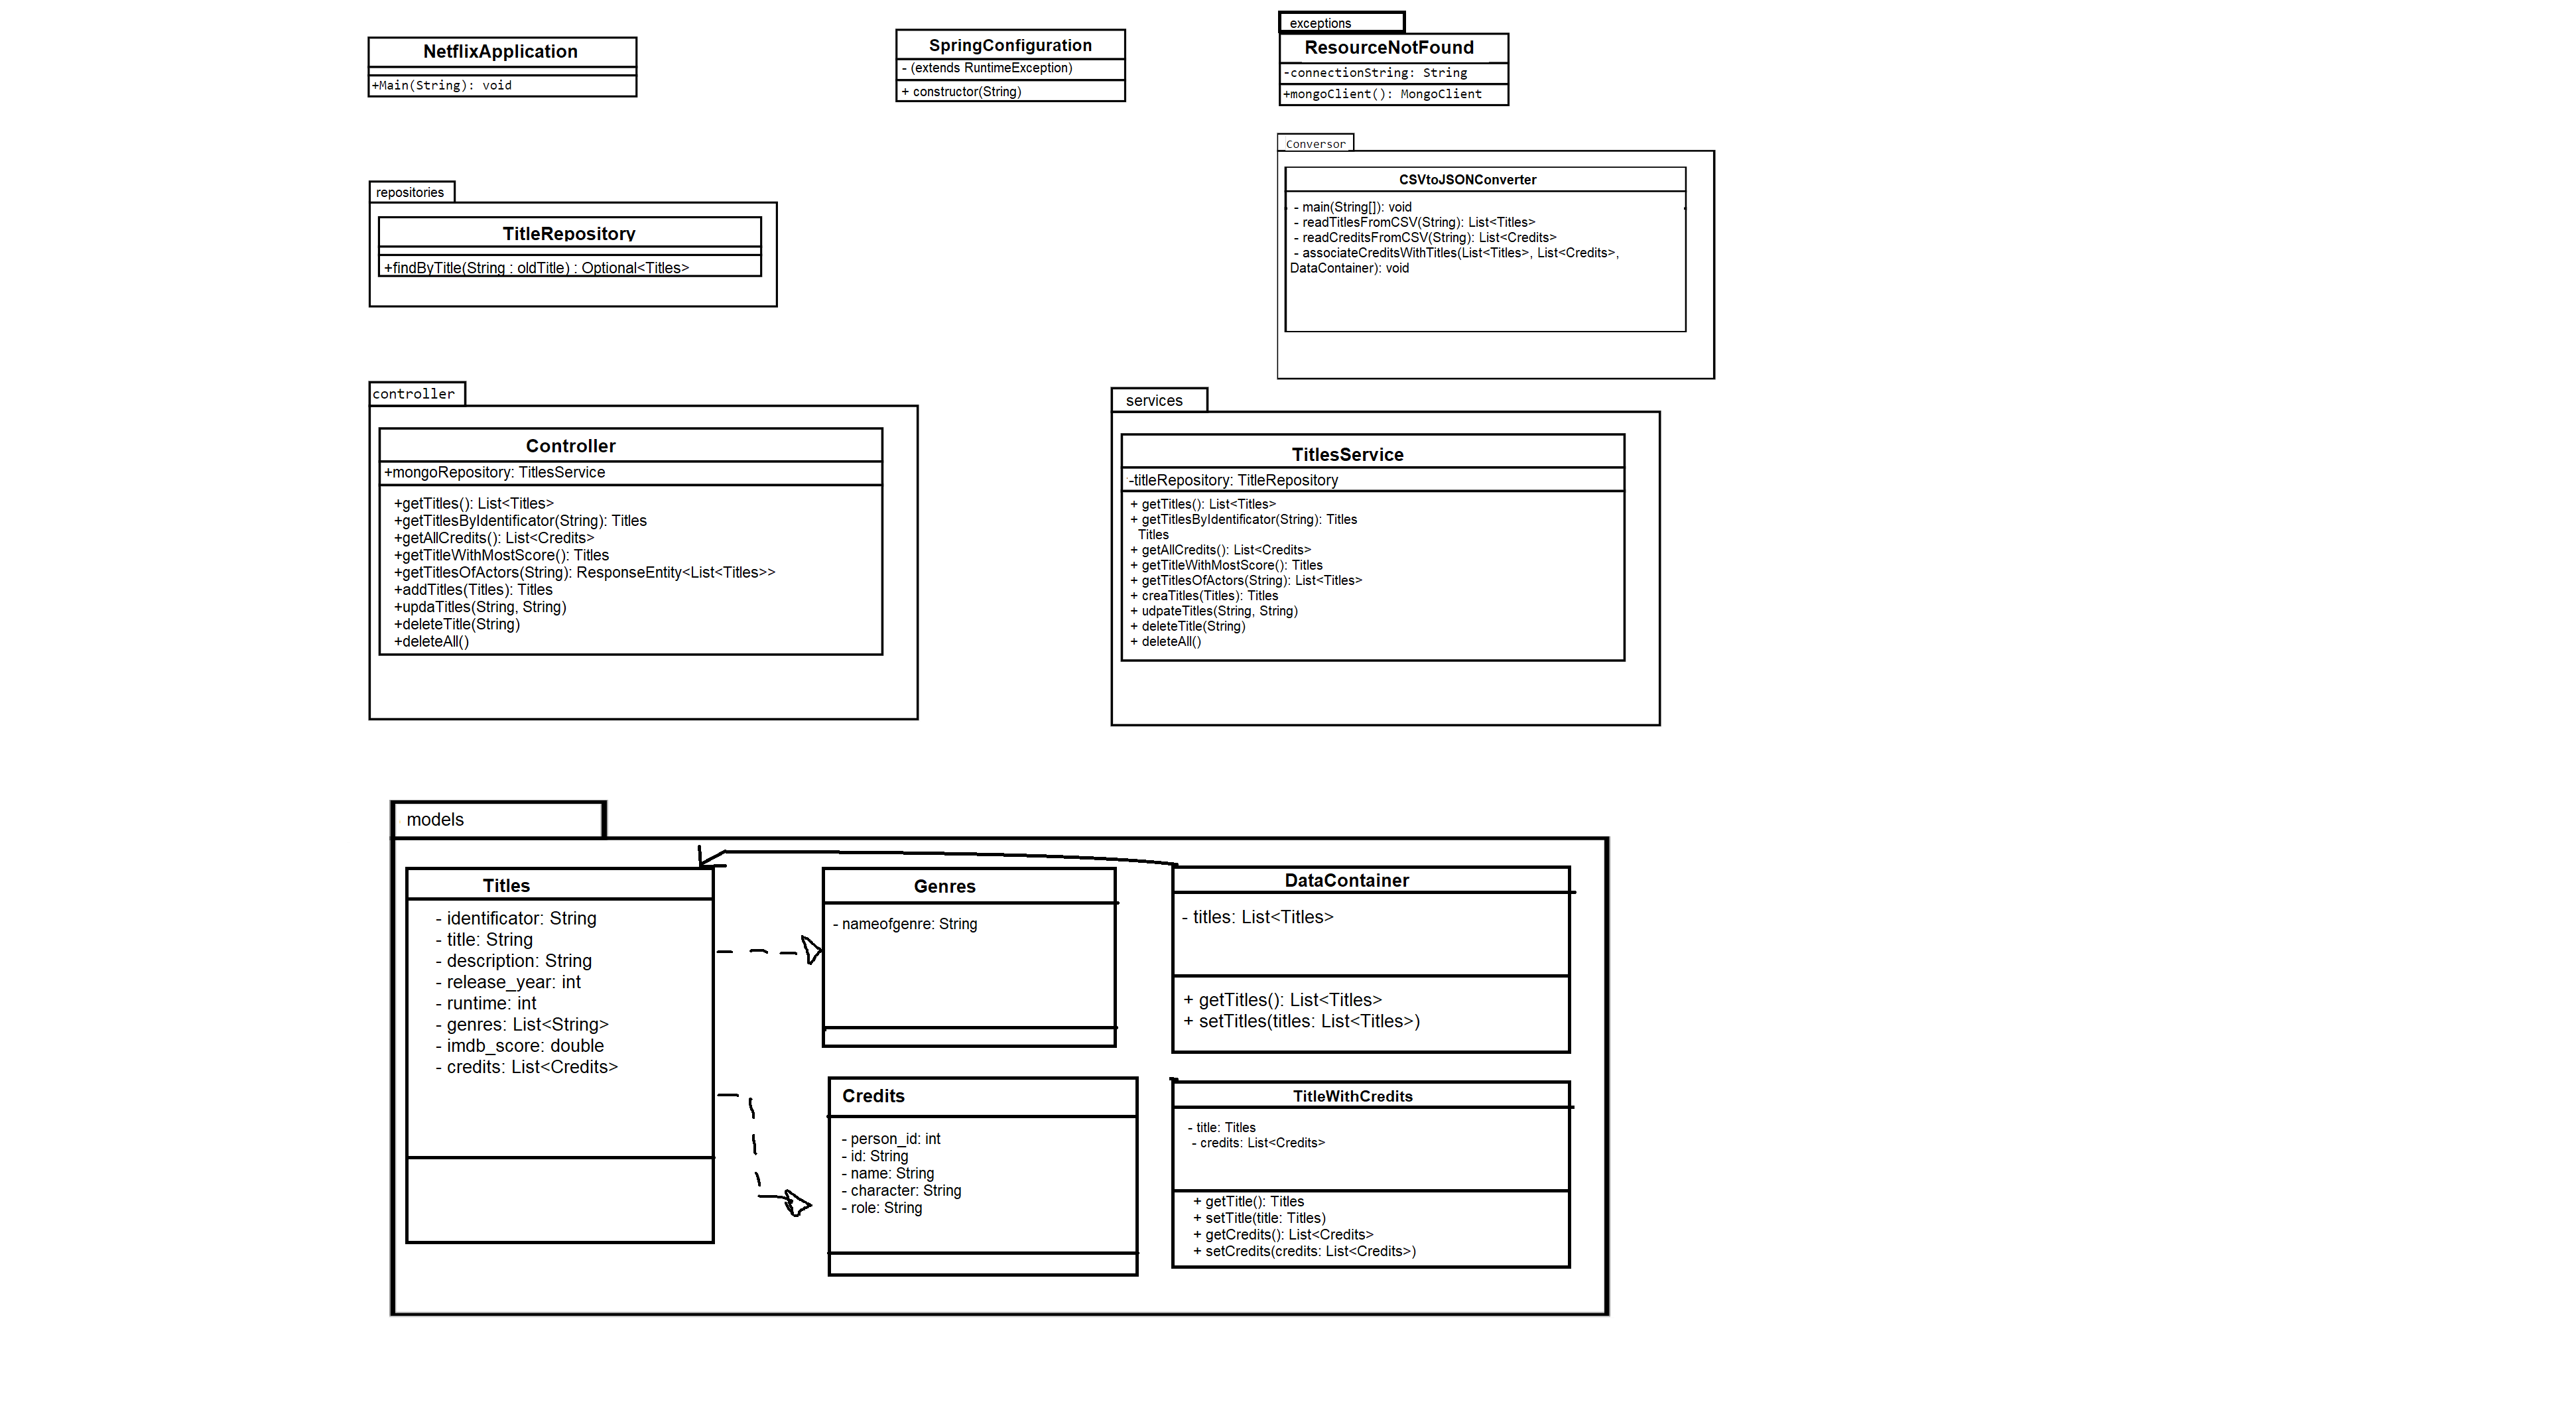 NetflixApplication
+Main(String): void
SpringConfiguration
- (extends RuntimeException)
+ constructor(String)
exceptions
ResourceNotFound
-connectionString: String
+mongoClient(): MongoClient
Conversor
CSVtoJSONConverter
- main(String[]): void
- readTitlesFromCSV(String): List<Titles>
- readCreditsFromCSV(String): List<Credits>
- associateCreditsWithTitles(List<Titles>, List<Credits>,
DataContainer): void
repositories
TitleRepository
+findByTitle(String : oldTitle) : Optional<Titles>
controller
Controller
+mongoRepository: TitlesService
+getTitles(): List<Titles>
+getTitlesByIdentificator(String): Titles
+getAllCredits(): List<Credits>
+getTitleWithMostScore(): Titles
+getTitlesOfActors(String): ResponseEntity<List<Titles>>
+addTitles(Titles): Titles
+updaTitles(String, String)
+deleteTitle(String)
+deleteAll()
services
TitlesService
-titleRepository: TitleRepository
+ getTitles(): List<Titles>
+ getTitlesByIdentificator(String): Titles
Titles
+ getAllCredits(): List<Credits>
+ getTitleWithMostScore(): Titles
+ getTitlesOfActors(String): List<Titles>
+ creaTitles(Titles): Titles
+ udpateTitles(String, String)
+ deleteTitle(String)
+ deleteAll()
models
Titles
- identificator: String
- title: String
- description: String
- release_year: int
- runtime: int
- genres: List<String>
- imdb_score: double
- credits: List<Credits>
Genres
- nameofgenre: String
DataContainer
- titles: List<Titles>
+ getTitles(): List<Titles>
+ setTitles(titles: List<Titles>)
Credits
- person_id: int
- id: String
- name: String
- character: String
- role: String
TitleWithCredits
- title: Titles
- credits: List<Credits>
+ getTitle(): Titles
+ setTitle(title: Titles)
+ getCredits(): List<Credits>
+ setCredits(credits: List<Credits>)